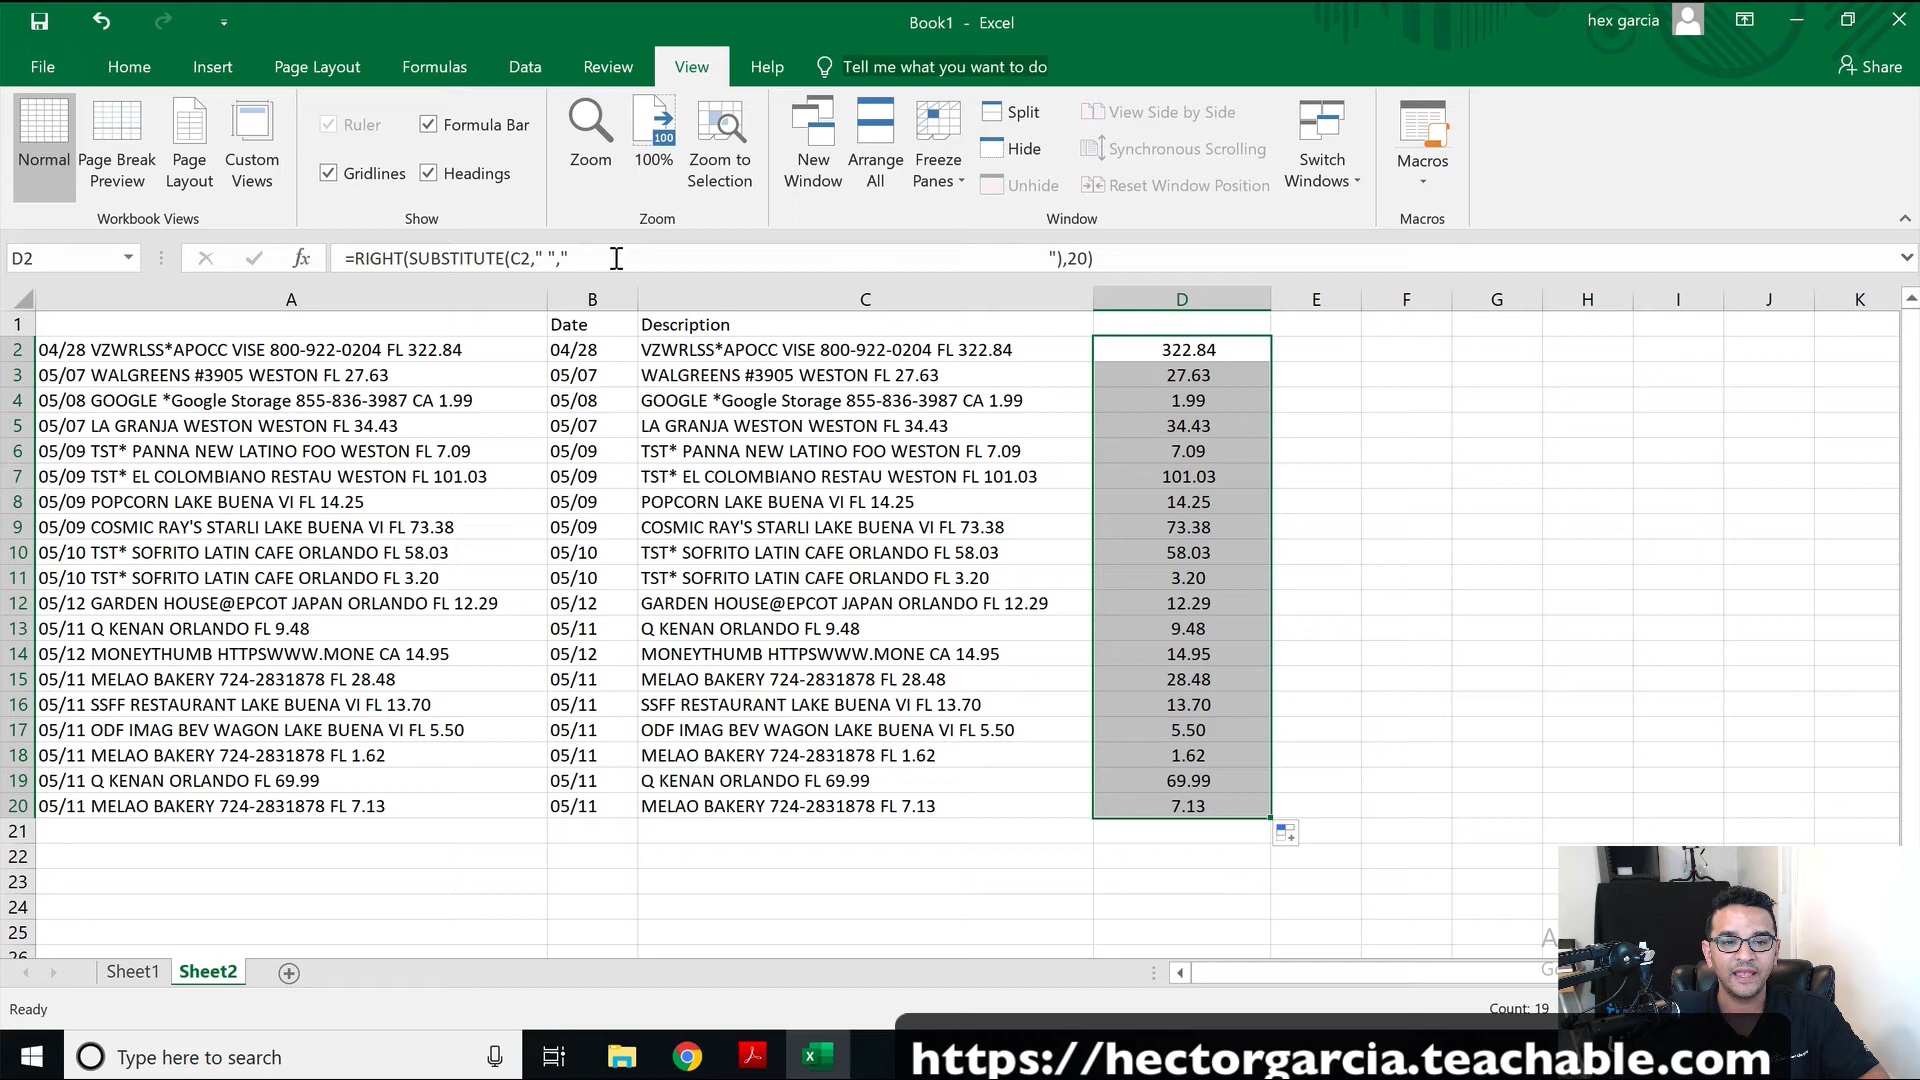 Book1 - Excel
hex garcia
File Home Insert Page Layout Formulas Data Review View Help Tell me what you want to do Share
Normal Page Break Preview Page Layout Custom Views
Workbook Views
Ruler Formula Bar
Gridlines Headings
Show
Zoom 100% Zoom to Selection
Zoom
New Window Arrange All Freeze Panes
Split
Hide
Unhide
View Side by Side
Synchronous Scrolling
Reset Window Position
Switch Windows
Window
Macros
Macros
D2 fx =RIGHT(SUBSTITUTE(C2," "," "),20)
A B C D E F G H I J K
1 Date Description
2 04/28 VZWRLSS*APOCC VISE 800-922-0204 FL 322.84 04/28 VZWRLSS*APOCC VISE 800-922-0204 FL 322.84 322.84
3 05/07 WALGREENS #3905 WESTON FL 27.63 05/07 WALGREENS #3905 WESTON FL 27.63 27.63
4 05/08 GOOGLE *Google Storage 855-836-3987 CA 1.99 05/08 GOOGLE *Google Storage 855-836-3987 CA 1.99 1.99
5 05/07 LA GRANJA WESTON WESTON FL 34.43 05/07 LA GRANJA WESTON WESTON FL 34.43 34.43
6 05/09 TST* PANNA NEW LATINO FOO WESTON FL 7.09 05/09 TST* PANNA NEW LATINO FOO WESTON FL 7.09 7.09
7 05/09 TST* EL COLOMBIANO RESTAU WESTON FL 101.03 05/09 TST* EL COLOMBIANO RESTAU WESTON FL 101.03 101.03
8 05/09 POPCORN LAKE BUENA VI FL 14.25 05/09 POPCORN LAKE BUENA VI FL 14.25 14.25
9 05/09 COSMIC RAY'S STARLI LAKE BUENA VI FL 73.38 05/09 COSMIC RAY'S STARLI LAKE BUENA VI FL 73.38 73.38
10 05/10 TST* SOFRITO LATIN CAFE ORLANDO FL 58.03 05/10 TST* SOFRITO LATIN CAFE ORLANDO FL 58.03 58.03
11 05/10 TST* SOFRITO LATIN CAFE ORLANDO FL 3.20 05/10 TST* SOFRITO LATIN CAFE ORLANDO FL 3.20 3.20
12 05/12 GARDEN HOUSE@EPCOT JAPAN ORLANDO FL 12.29 05/12 GARDEN HOUSE@EPCOT JAPAN ORLANDO FL 12.29 12.29
13 05/11 Q KENAN ORLANDO FL 9.48 05/11 Q KENAN ORLANDO FL 9.48 9.48
14 05/12 MONEYTHUMB HTTPSWWW.MONE CA 14.95 05/12 MONEYTHUMB HTTPSWWW.MONE CA 14.95 14.95
15 05/11 MELAO BAKERY 724-2831878 FL 28.48 05/11 MELAO BAKERY 724-2831878 FL 28.48 28.48
16 05/11 SSFF RESTAURANT LAKE BUENA VI FL 13.70 05/11 SSFF RESTAURANT LAKE BUENA VI FL 13.70 13.70
17 05/11 ODF IMAG BEV WAGON LAKE BUENA VI FL 5.50 05/11 ODF IMAG BEV WAGON LAKE BUENA VI FL 5.50 5.50
18 05/11 MELAO BAKERY 724-2831878 FL 1.62 05/11 MELAO BAKERY 724-2831878 FL 1.62 1.62
19 05/11 Q KENAN ORLANDO FL 69.99 05/11 Q KENAN ORLANDO FL 69.99 69.99
20 05/11 MELAO BAKERY 724-2831878 FL 7.13 05/11 MELAO BAKERY 724-2831878 FL 7.13 7.13
21
22
23
24
25
Sheet1 Sheet2
Ready Count: 19
Type here to search
https://hectorgarcia.teachable.com